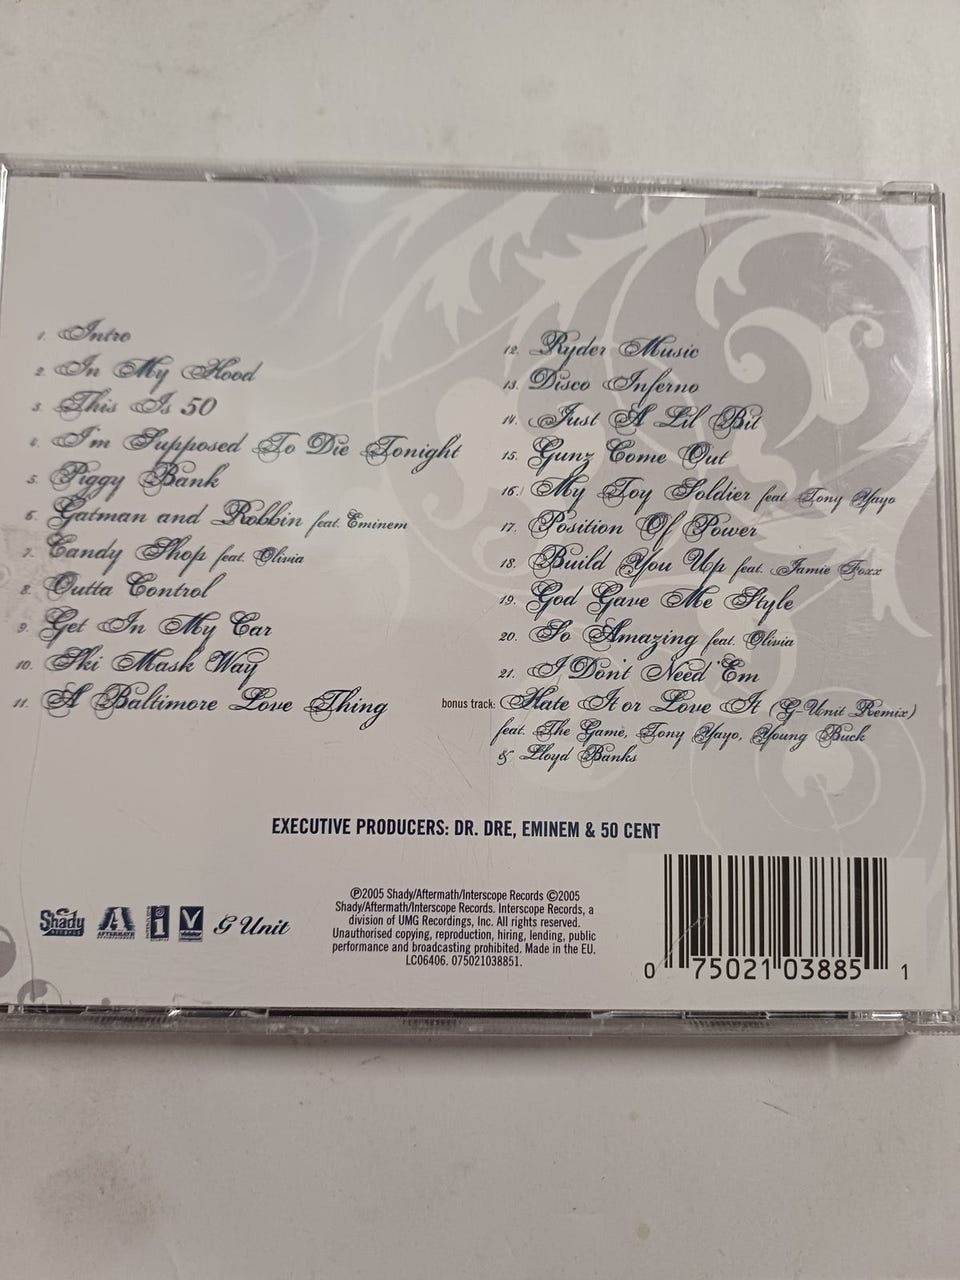 1. Intro
2. In My Hood
3. This Is 50
4. I'm Supposed To Die Tonight
5. Piggy Bank
6. Gatman and Robbin feat. Eminem
7. Candy Shop feat. Olivia
8. Outta Control
9. Get In My Car
10. Ski Mask Way
11. A Baltimore Love Thing
12. Ryder Music
13. Disco Inferno
14. Just A Lil Bit
15. Gunz Come Out
16. My Toy Soldier feat. Tony Yayo
17. Position Of Power
18. Build You Up feat. Jamie Foxx
19. God Gave Me Style
20. So Amazing feat. Olivia
21. I Don't Need 'Em
bonus track: Hate It or Love It (G-Unit Remix)
feat. The Game, Tony Yayo, Young Buck
& Lloyd Banks
EXECUTIVE PRODUCERS: DR. DRE, EMINEM & 50 CENT
Shady
RECORDS
AFTERMATH
ENTERTAINMENT
i
INTERSCOPE
RECORDS
V
G Unit
℗2005 Shady/Aftermath/Interscope Records ©2005
Shady/Aftermath/Interscope Records. Interscope Records, a
division of UMG Recordings, Inc. All rights reserved.
Unauthorised copying, reproduction, hiring, lending, public
performance and broadcasting prohibited. Made in the EU.
LC06406. 075021038851.
0 75021 03885 1